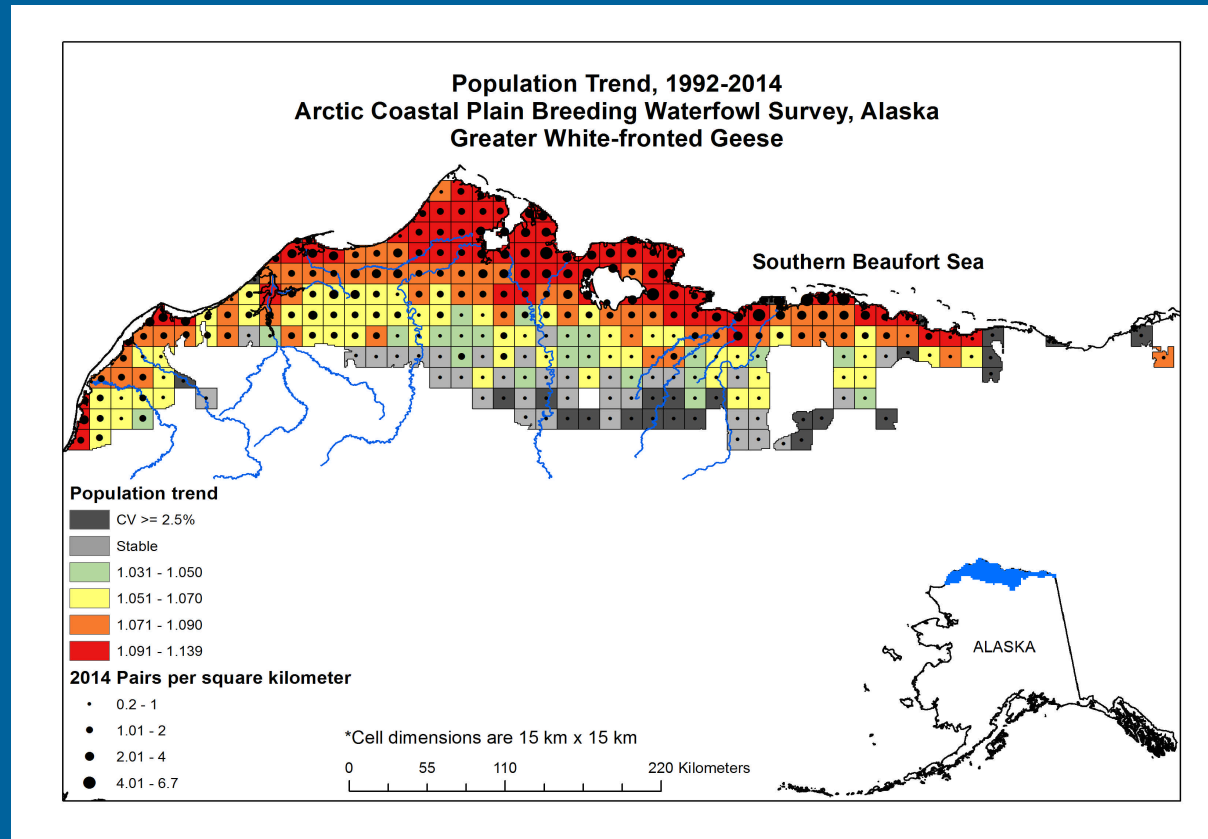 Population Trend, 1992-2014
Arctic Coastal Plain Breeding Waterfowl Survey, Alaska
Greater White-fronted Geese
Southern Beaufort Sea
Population trend
CV >= 2.5%
Stable
1.031 - 1.050
1.051 - 1.070
1.071 - 1.090
1.091 - 1.139
2014 Pairs per square kilometer
0.2 - 1
1.01 - 2
2.01 - 4
4.01 - 6.7
*Cell dimensions are 15 km x 15 km
0 55 110 220 Kilometers
ALASKA